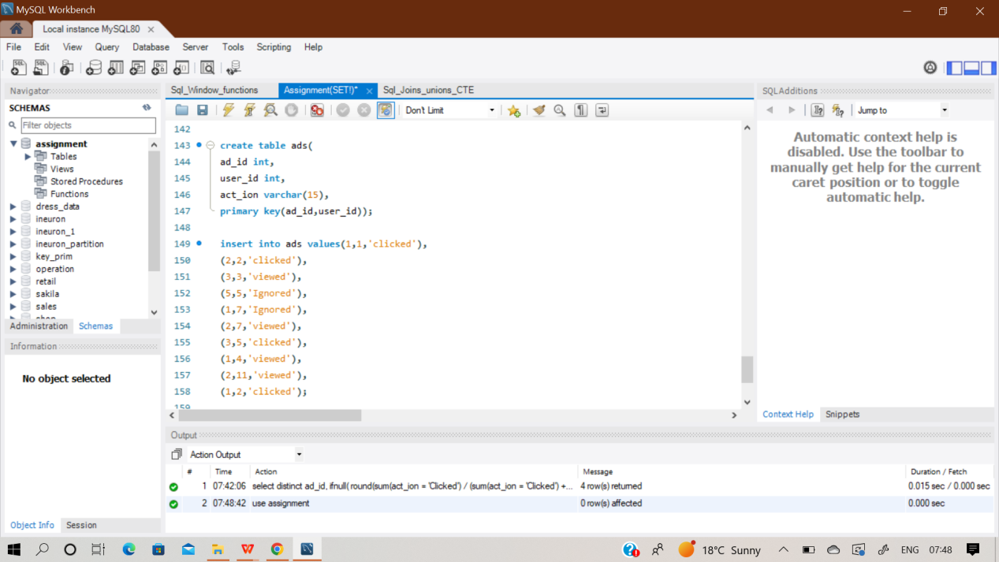 MySQL Workbench
Local instance MySQL80
File Edit View Query Database Server Tools Scripting Help
Navigator
SCHEMAS
Filter objects
assignment
Tables
Views
Stored Procedures
Functions
dress_data
ineuron
ineuron_1
ineuron_partition
key_prim
operation
retail
sakila
sales
Administration Schemas
Information
No object selected
Object Info Session
Sql_Window_functions Assignment(SET!)* Sql_Joins_unions_CTE
Don't Limit
142
143 create table ads(
144 ad_id int,
145 user_id int,
146 act_ion varchar(15),
147 primary key(ad_id,user_id));
148
149 insert into ads values(1,1,'clicked'),
150 (2,2,'clicked'),
151 (3,3,'viewed'),
152 (5,5,'Ignored'),
153 (1,7,'Ignored'),
154 (2,7,'viewed'),
155 (3,5,'clicked'),
156 (1,4,'viewed'),
157 (2,11,'viewed'),
158 (1,2,'clicked');
159
SQLAdditions
Jump to
Automatic context help is
disabled. Use the toolbar to
manually get help for the current
caret position or to toggle
automatic help.
Context Help Snippets
Output
Action Output
# Time Action Message Duration / Fetch
1 07:42:06 select distinct ad_id, ifnull( round(sum(act_ion = 'Clicked') / (sum(act_ion = 'Clicked') +... 4 row(s) returned 0.015 sec / 0.000 sec
2 07:48:42 use assignment 0 row(s) affected 0.000 sec
18°C Sunny ENG 07:48